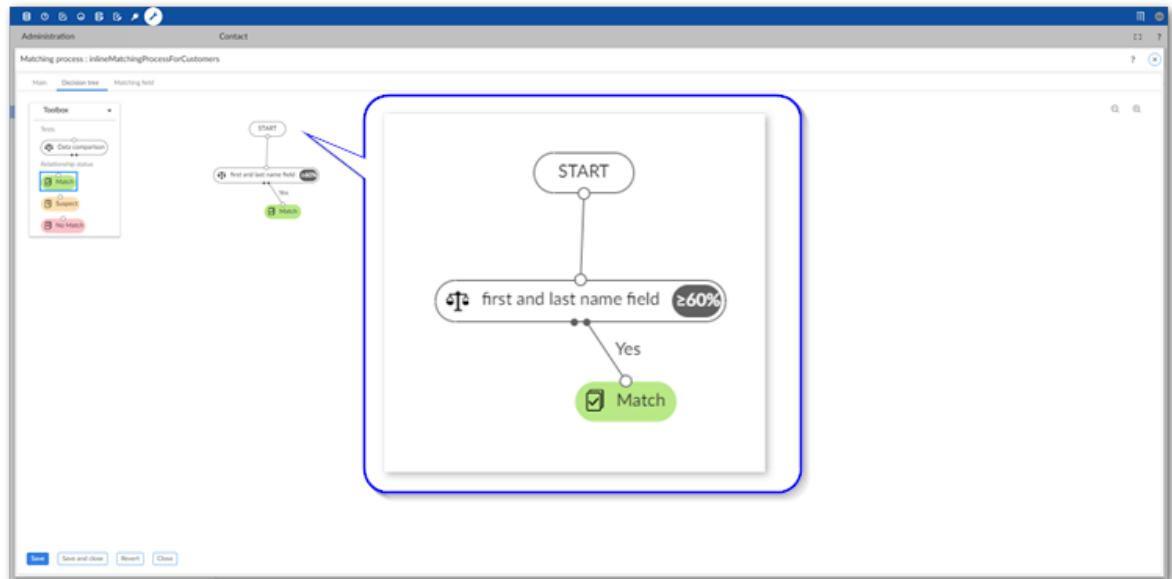 Administration
Contact
?
Matching process : inlineMatchingProcessForCustomers
?
Main
Decision tree
Matching field
Toolbox
Tests
Data comparison
Relationship status
Match
Suspect
No Match
START
first and last name field
≥60%
Yes
Match
START
first and last name field
≥60%
Yes
Match
Save
Save and close
Revert
Close